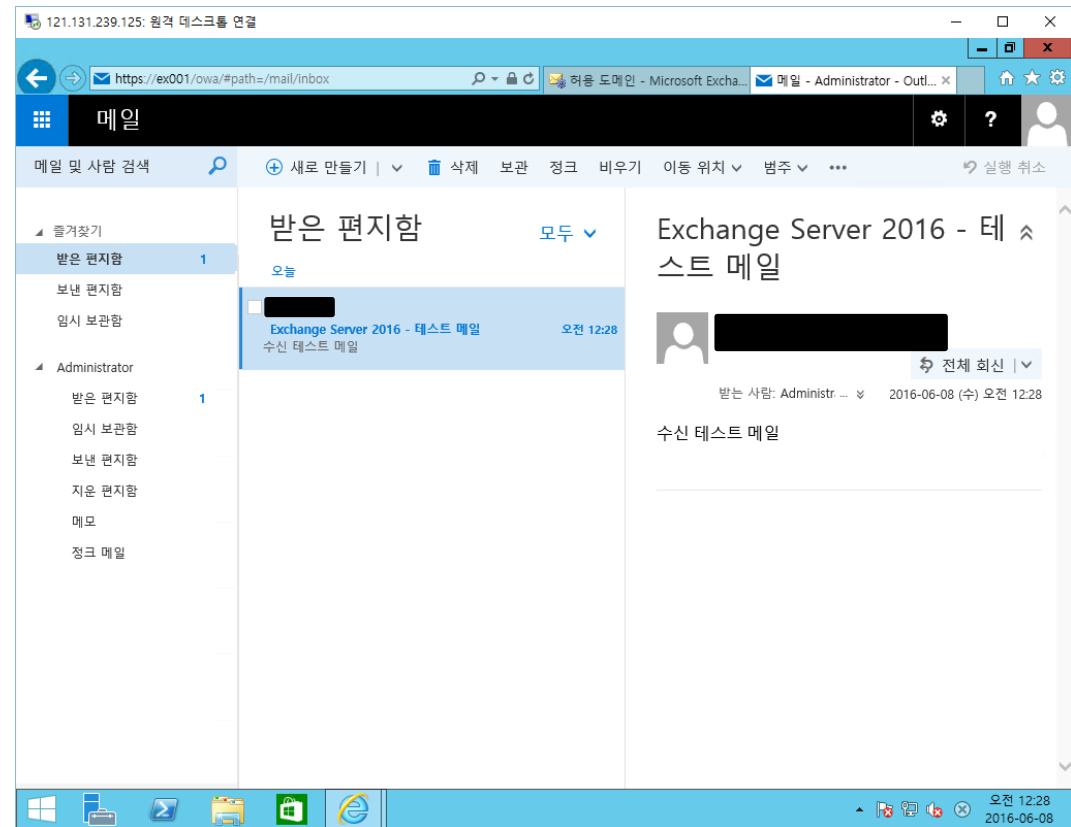 121.131.239.125: 원격 데스크톱 연결
https://ex001/owa/#path=/mail/inbox
허용 도메인 - Microsoft Excha...
메일 - Administrator - Outl...
메일
?
메일 및 사람 검색
새로 만들기
삭제
보관
정크
비우기
이동 위치
범주
실행 취소
즐겨찾기
받은 편지함 1
보낸 편지함
임시 보관함
Administrator
받은 편지함 1
임시 보관함
보낸 편지함
지운 편지함
메모
정크 메일
받은 편지함
모두
오늘
Exchange Server 2016 - 테스트 메일 오전 12:28
수신 테스트 메일
Exchange Server 2016 - 테
스트 메일
전체 회신
받는 사람: Administr ...
2016-06-08 (수) 오전 12:28
수신 테스트 메일
오전 12:28
2016-06-08